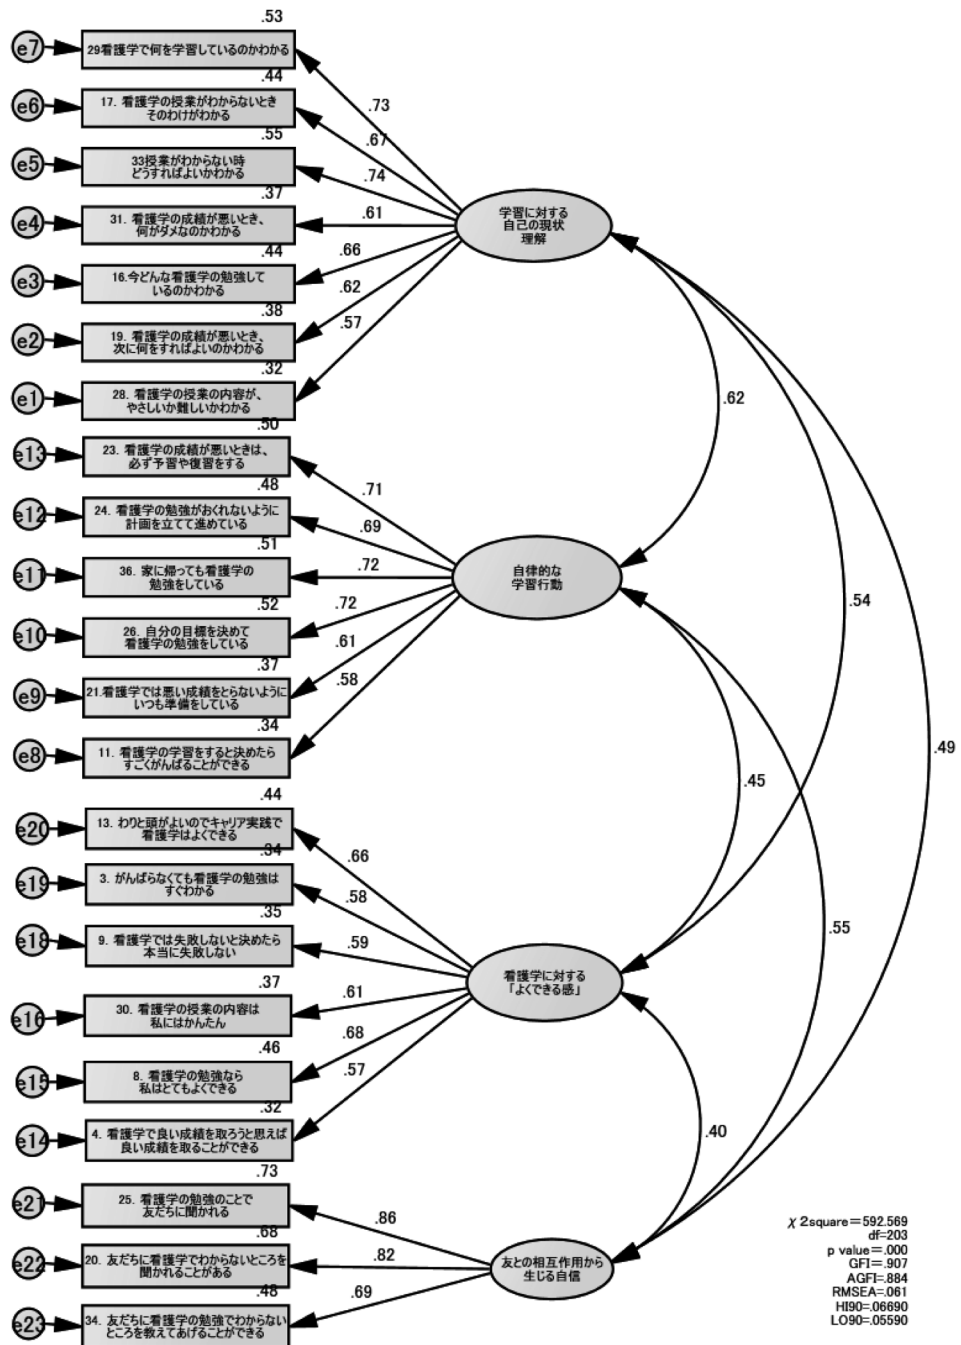 .53
e7
29看護学で何を学習しているのかわかる
.73
.44
e6
17. 看護学の授業がわからないとき
そのわけがわかる
.67
.55
e5
33授業がわからない時
どうすればよいかわかる
.74
.37
e4
31. 看護学の成績が悪いとき、
何がダメなのかわかる
.61
.44
e3
16.今どんな看護学の勉強して
いるのかわかる
.66
.38
e2
19. 看護学の成績が悪いとき、
次に何をすればよいのかわかる
.62
.32
e1
28. 看護学の授業の内容が、
やさしいか難しいかわかる
.57
学習に対する
自己の現状
理解
.62
.54
.49
.50
e13
23. 看護学の成績が悪いときは、
必ず予習や復習をする
.71
.48
e12
24. 看護学の勉強がおくれないように
計画を立てて進めている
.69
.51
e11
36. 家に帰っても看護学の
勉強をしている
.72
.52
e10
26. 自分の目標を決めて
看護学の勉強をしている
.72
.37
e9
21.看護学では悪い成績をとらないように
いつも準備をしている
.61
.34
e8
11. 看護学の学習をすると決めたら
すごくがんばることができる
.58
自律的な
学習行動
.45
.55
.44
e20
13. わりと頭がよいのでキャリア実践で
看護学はよくできる
.66
.34
e19
3. がんばらなくても看護学の勉強は
すぐわかる
.58
.35
e18
9. 看護学では失敗しないと決めたら
本当に失敗しない
.59
.37
e16
30. 看護学の授業の内容は
私にはかんたん
.61
.46
e15
8. 看護学の勉強なら
私はとてもよくできる
.68
.32
e14
4. 看護学で良い成績を取ろうと思えば
良い成績を取ることができる
.57
看護学に対する
「よくできる感」
.40
.73
e21
25. 看護学の勉強のことで
友だちに聞かれる
.86
.68
e22
20. 友だちに看護学でわからないところを
聞かれることがある
.82
.48
e23
34. 友だちに看護学の勉強でわからない
ところを教えてあげることができる
.69
友との相互作用から
生じる自信
χ2square=592.569
df=203
p value=.000
GFI=.907
AGFI=.884
RMSEA=.061
HI90=.06690
LO90=.05590